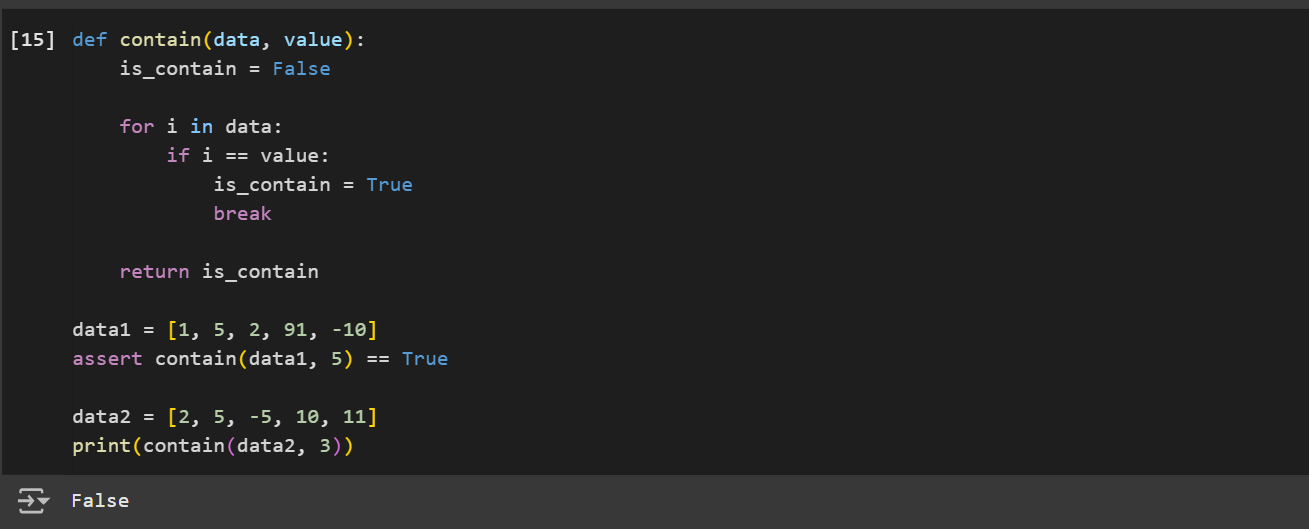 [15] def contain(data, value):
    is_contain = False
    for i in data:
        if i == value:
            is_contain = True
            break
    return is_contain
data1 = [1, 5, 2, 91, -10]
assert contain(data1, 5) == True
data2 = [2, 5, -5, 10, 11]
print(contain(data2, 3))
False